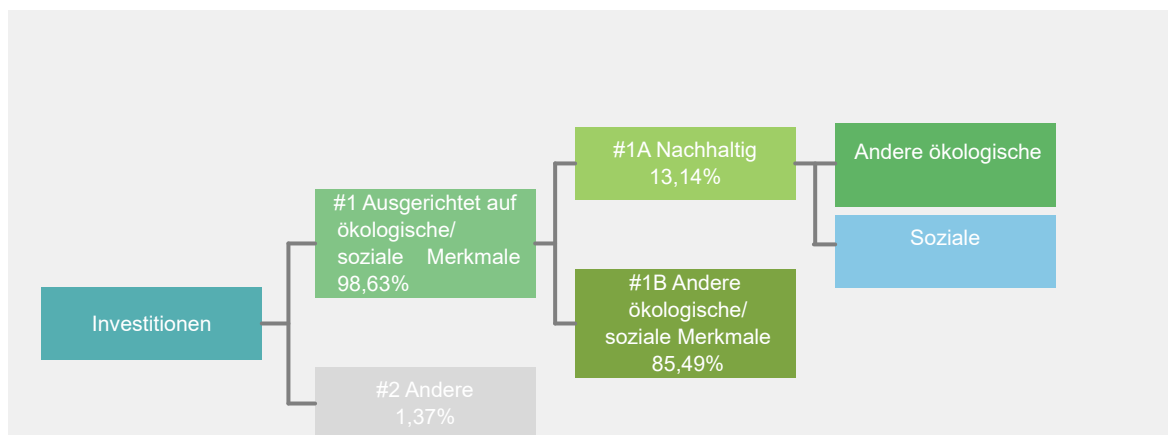 Investitionen
#1 Ausgerichtet auf
ökologische/
soziale Merkmale
98,63%
#2 Andere
1,37%
#1A Nachhaltig
13,14%
#1B Andere
ökologische/
soziale Merkmale
85,49%
Andere ökologische
Soziale